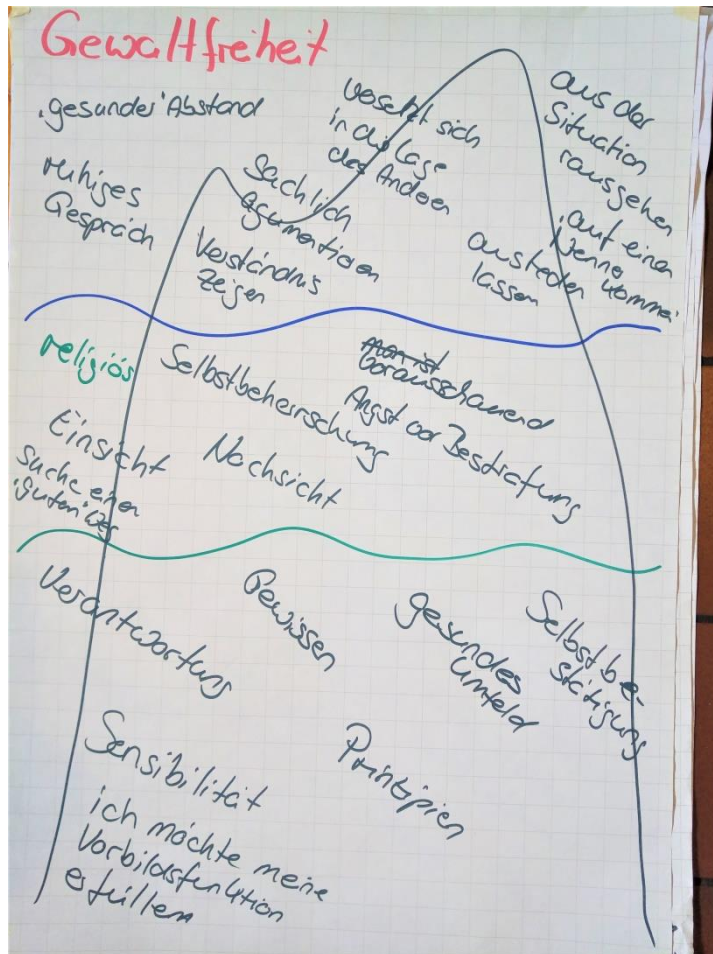 Gewaltfreiheit
'gesunder' Abstand
ruhiges
Gespräch
sachlich
argumentieren
Verständnis
zeigen
versetzt sich
in die Lage
des Anderen
aus der
Situation
rausgehen
ausreden
lassen
'auf einen
Nenner kommen'
religiös
Selbstbeherrschung
man ist
vorausschauend
Angst vor Bestrafung
Einsicht
Nachsicht
suche einen
'guten' Weg
Verantwortung
Gewissen
gesundes
Umfeld
Selbstbe-
stätigung
Sensibilität
Prinzipien
ich möchte meine
Vorbildsfunktion
erfüllen